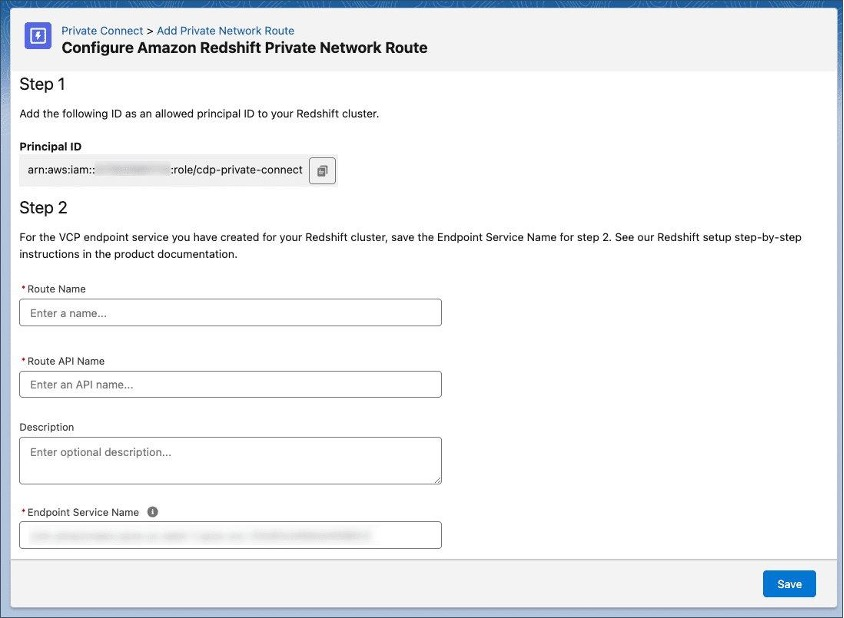 Private Connect > Add Private Network Route
Configure Amazon Redshift Private Network Route
Step 1
Add the following ID as an allowed principal ID to your Redshift cluster.
Principal ID
arn:aws:iam:: :role/cdp-private-connect
Step 2
For the VCP endpoint service you have created for your Redshift cluster, save the Endpoint Service Name for step 2. See our Redshift setup step-by-step
instructions in the product documentation.
* Route Name
Enter a name...
* Route API Name
Enter an API name...
Description
Enter optional description...
* Endpoint Service Name
Save